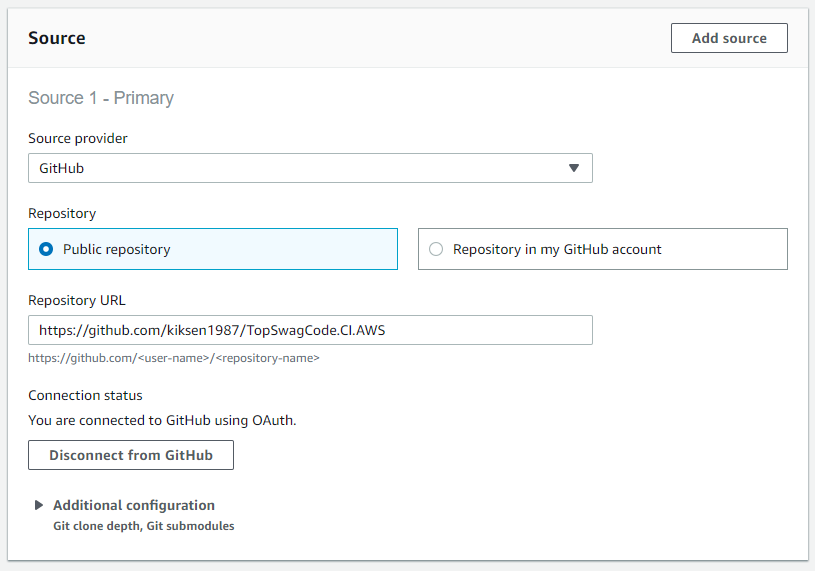 Source
Add source
Source 1 - Primary
Source provider
GitHub
Repository
Public repository
Repository in my GitHub account
Repository URL
https://github.com/kiksen1987/TopSwagCode.CI.AWS
https://github.com/<user-name>/<repository-name>
Connection status
You are connected to GitHub using OAuth.
Disconnect from GitHub
Additional configuration
Git clone depth, Git submodules